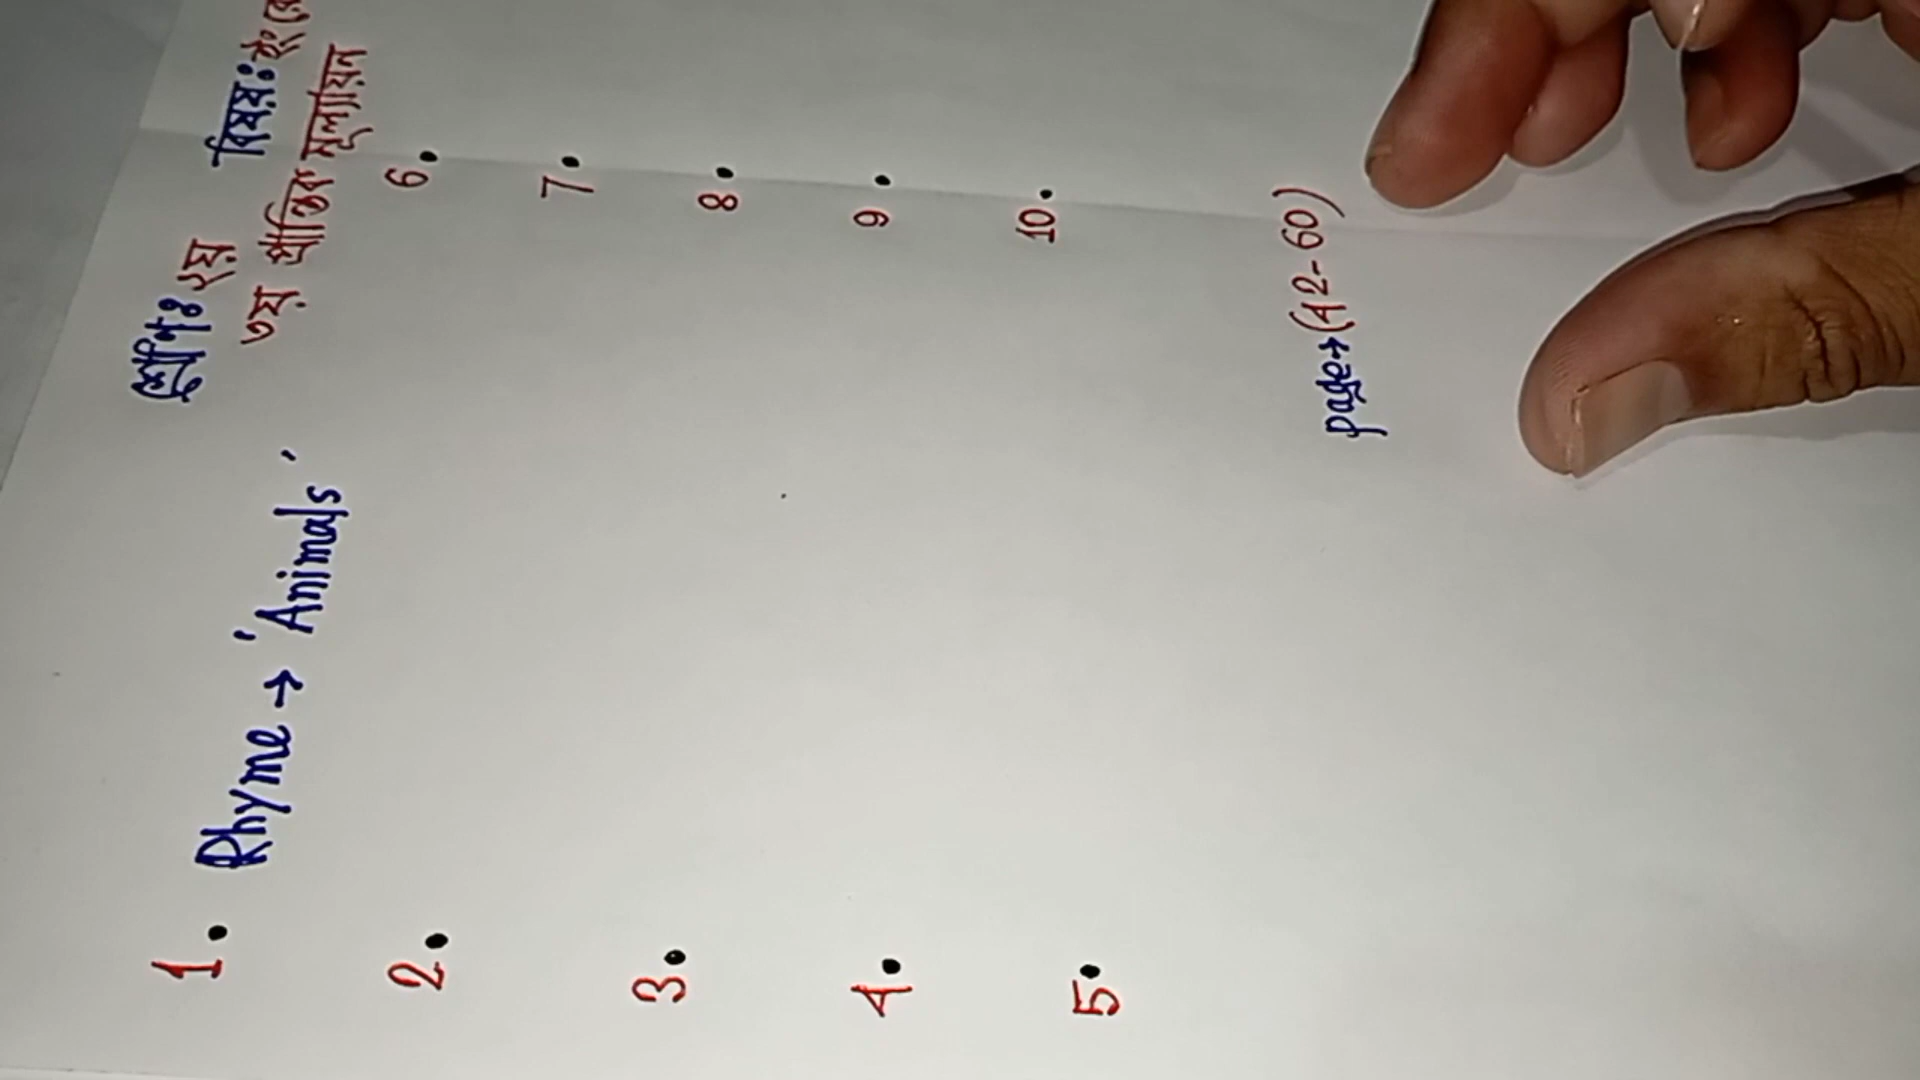 শ্রেণি: ২য় বিষয়:
৩য় প্রান্তিক মূল্যায়ন
1. Rhyme → 'Animals'
2.
3.
4.
5.
6.
7.
8.
9.
10.
page→(42-60)